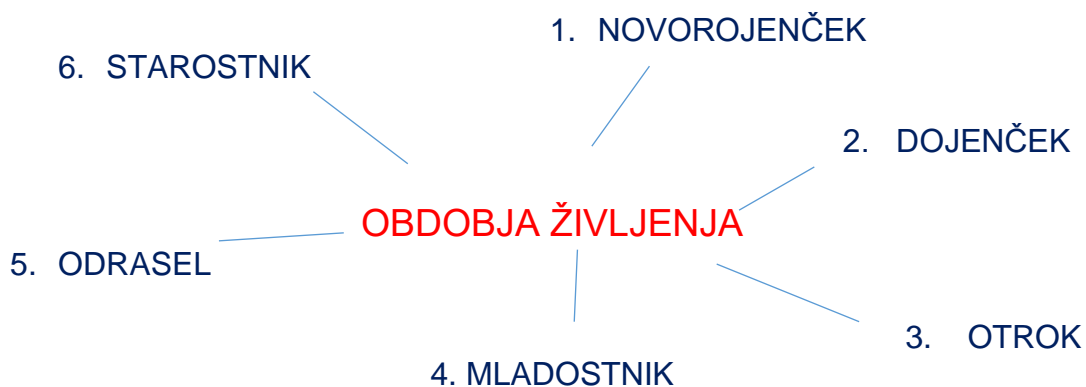 1. NOVOROJENČEK
6. STAROSTNIK
2. DOJENČEK
OBDOBJA ŽIVLJENJA
5. ODRASEL
3. OTROK
4. MLADOSTNIK